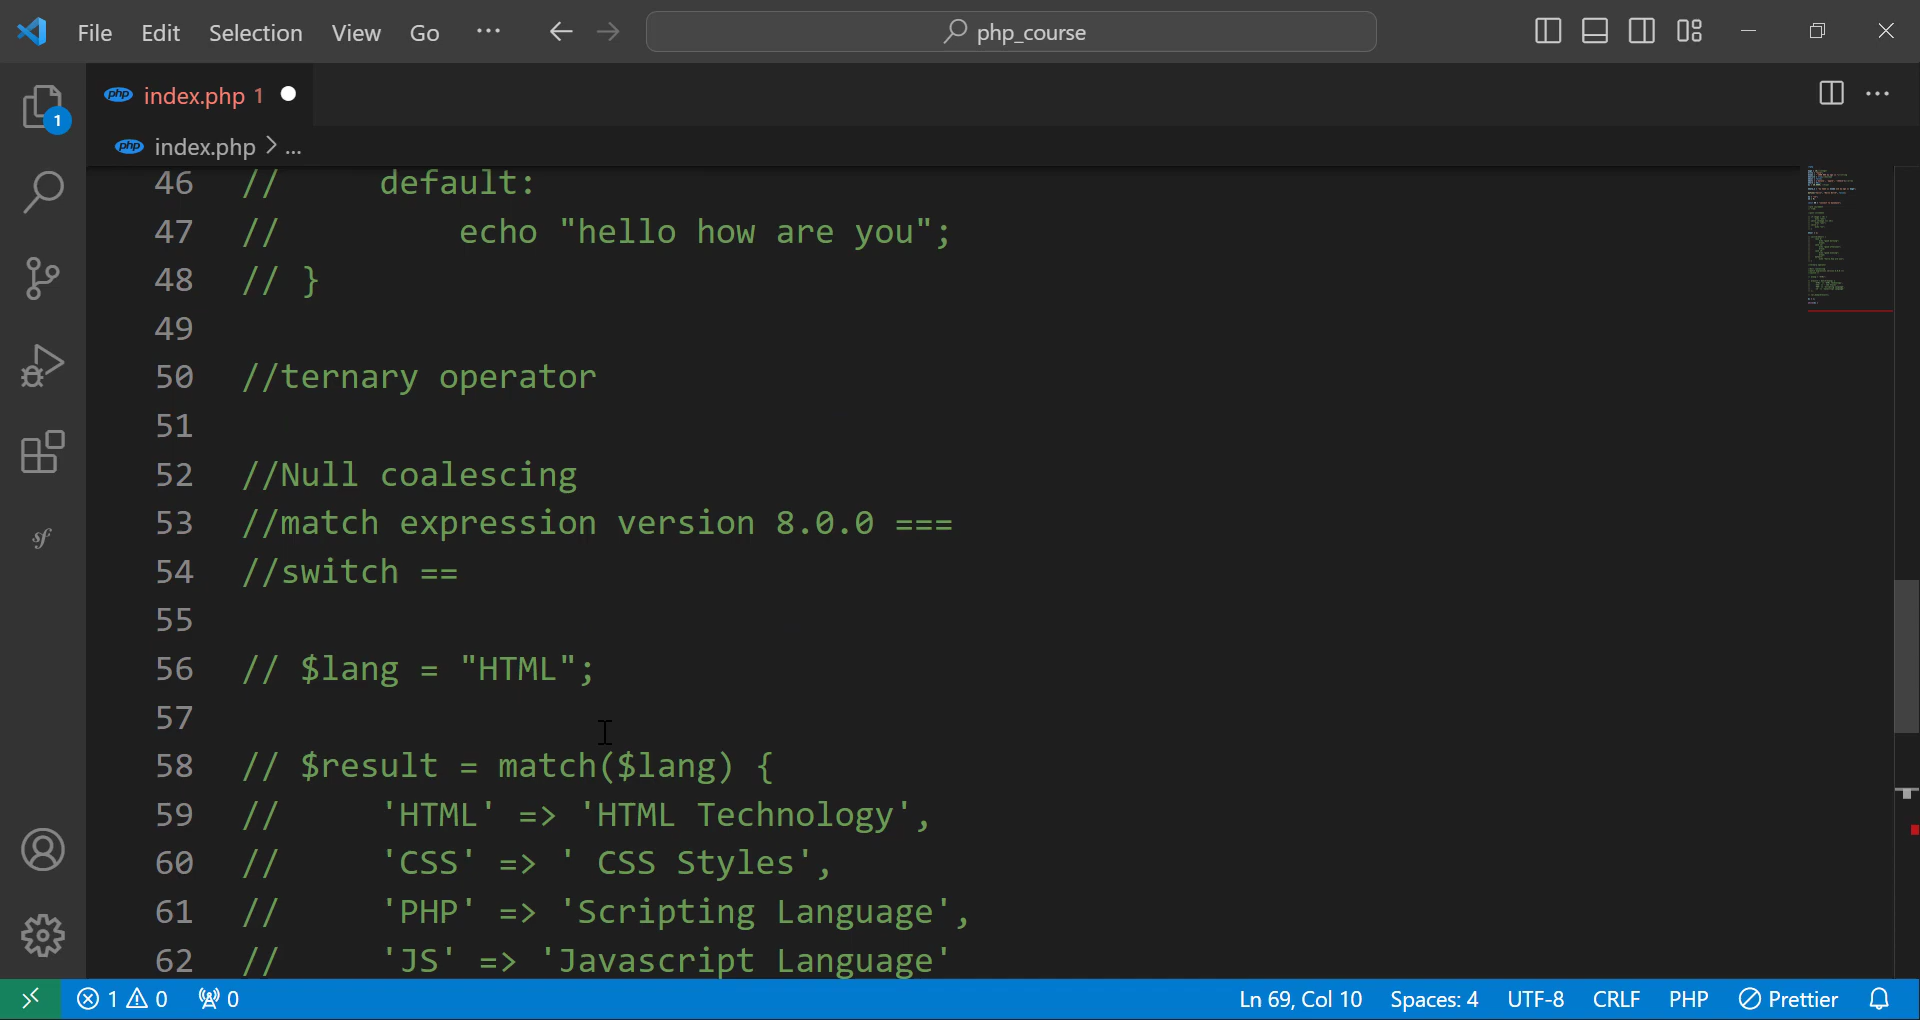 File Edit Selection View Go ... php_course
php index.php 1
php index.php > ...
1
46 // default:
47 // echo "hello how are you";
48 // }
49
50 //ternary operator
51
52 //Null coalescing
53 //match expression version 8.0.0 ===
54 //switch ==
55
56 // $lang = "HTML";
57
58 // $result = match($lang) {
59 // 'HTML' => 'HTML Technology',
60 // 'CSS' => ' CSS Styles',
61 // 'PHP' => 'Scripting Language',
62 // 'JS' => 'Javascript Language'
sf
1 0 0 Ln 69, Col 10 Spaces: 4 UTF-8 CRLF PHP Prettier